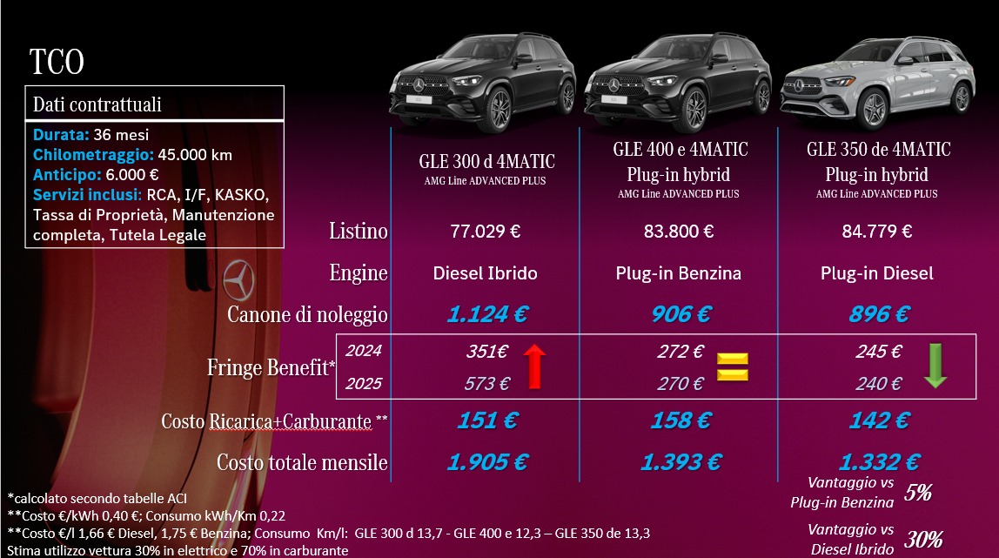 TCO
Dati contrattuali
Durata: 36 mesi
Chilometraggio: 45.000 km
Anticipo: 6.000 €
Servizi inclusi: RCA, I/F, KASKO,
Tassa di Proprietà, Manutenzione
completa, Tutela Legale
GLE 300 d 4MATIC
AMG Line ADVANCED PLUS
GLE 400 e 4MATIC
Plug-in hybrid
AMG Line ADVANCED PLUS
GLE 350 de 4MATIC
Plug-in hybrid
AMG Line ADVANCED PLUS
Listino 77.029 € 83.800 € 84.779 €
Engine Diesel Ibrido Plug-in Benzina Plug-in Diesel
Canone di noleggio 1.124 € 906 € 896 €
Fringe Benefit*
2024 351€ 272 € 245 €
2025 573 € 270 € 240 €
Costo Ricarica+Carburante ** 151 € 158 € 142 €
Costo totale mensile 1.905 € 1.393 € 1.332 €
Vantaggio vs
Plug-in Benzina 5%
Vantaggio vs
Diesel Ibrido 30%
*calcolato secondo tabelle ACI
**Costo €/kWh 0,40 €; Consumo kWh/Km 0,22
**Costo €/l 1,66 € Diesel, 1,75 € Benzina; Consumo Km/l: GLE 300 d 13,7 - GLE 400 e 12,3 – GLE 350 de 13,3
Stima utilizzo vettura 30% in elettrico e 70% in carburante